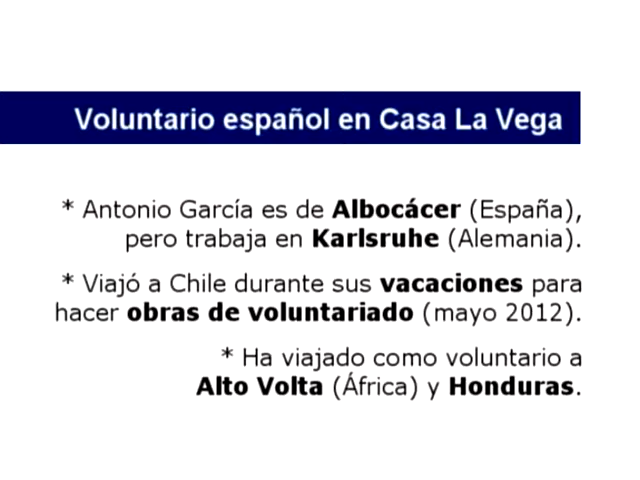 Voluntario español en Casa La Vega
* Antonio García es de Albocácer (España),
pero trabaja en Karlsruhe (Alemania).
* Viajó a Chile durante sus vacaciones para
hacer obras de voluntariado (mayo 2012).
* Ha viajado como voluntario a
Alto Volta (África) y Honduras.